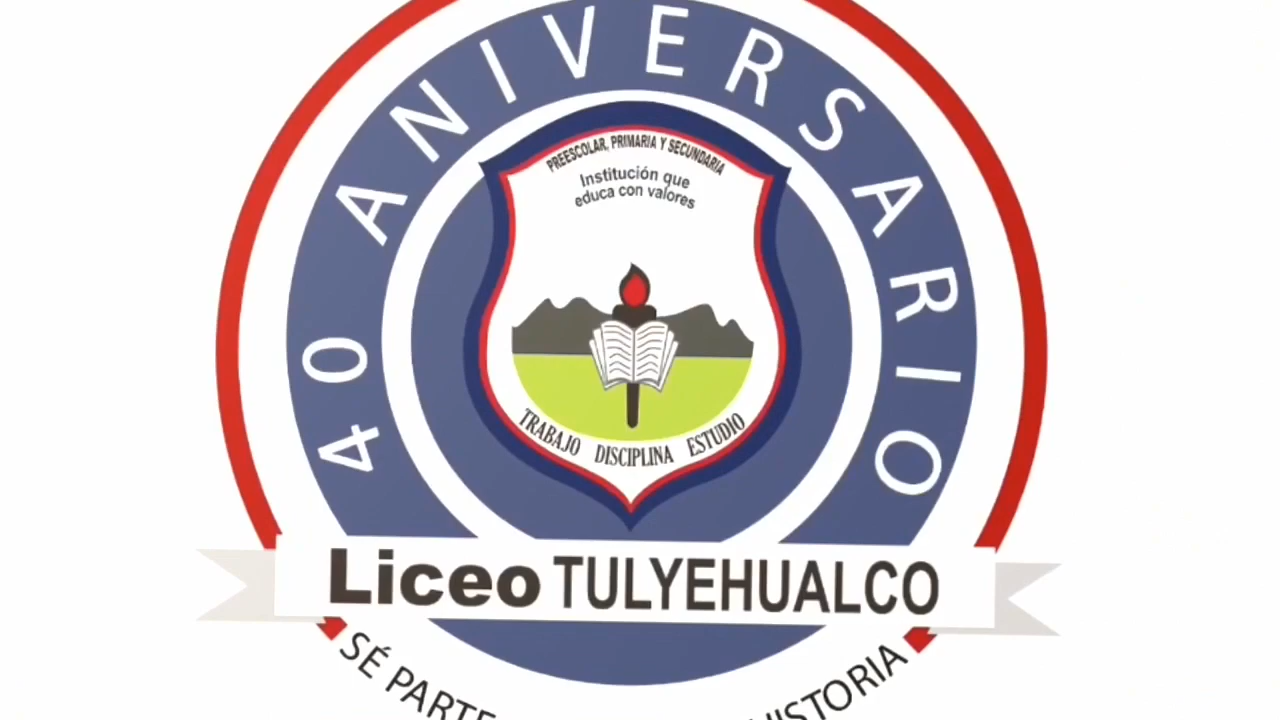 40 ANIVERSARIO
PREESCOLAR, PRIMARIA Y SECUNDARIA
Institución que
educa con valores
TRABAJO DISCIPLINA ESTUDIO
Liceo TULYEHUALCO
SÉ PARTE HISTORIA